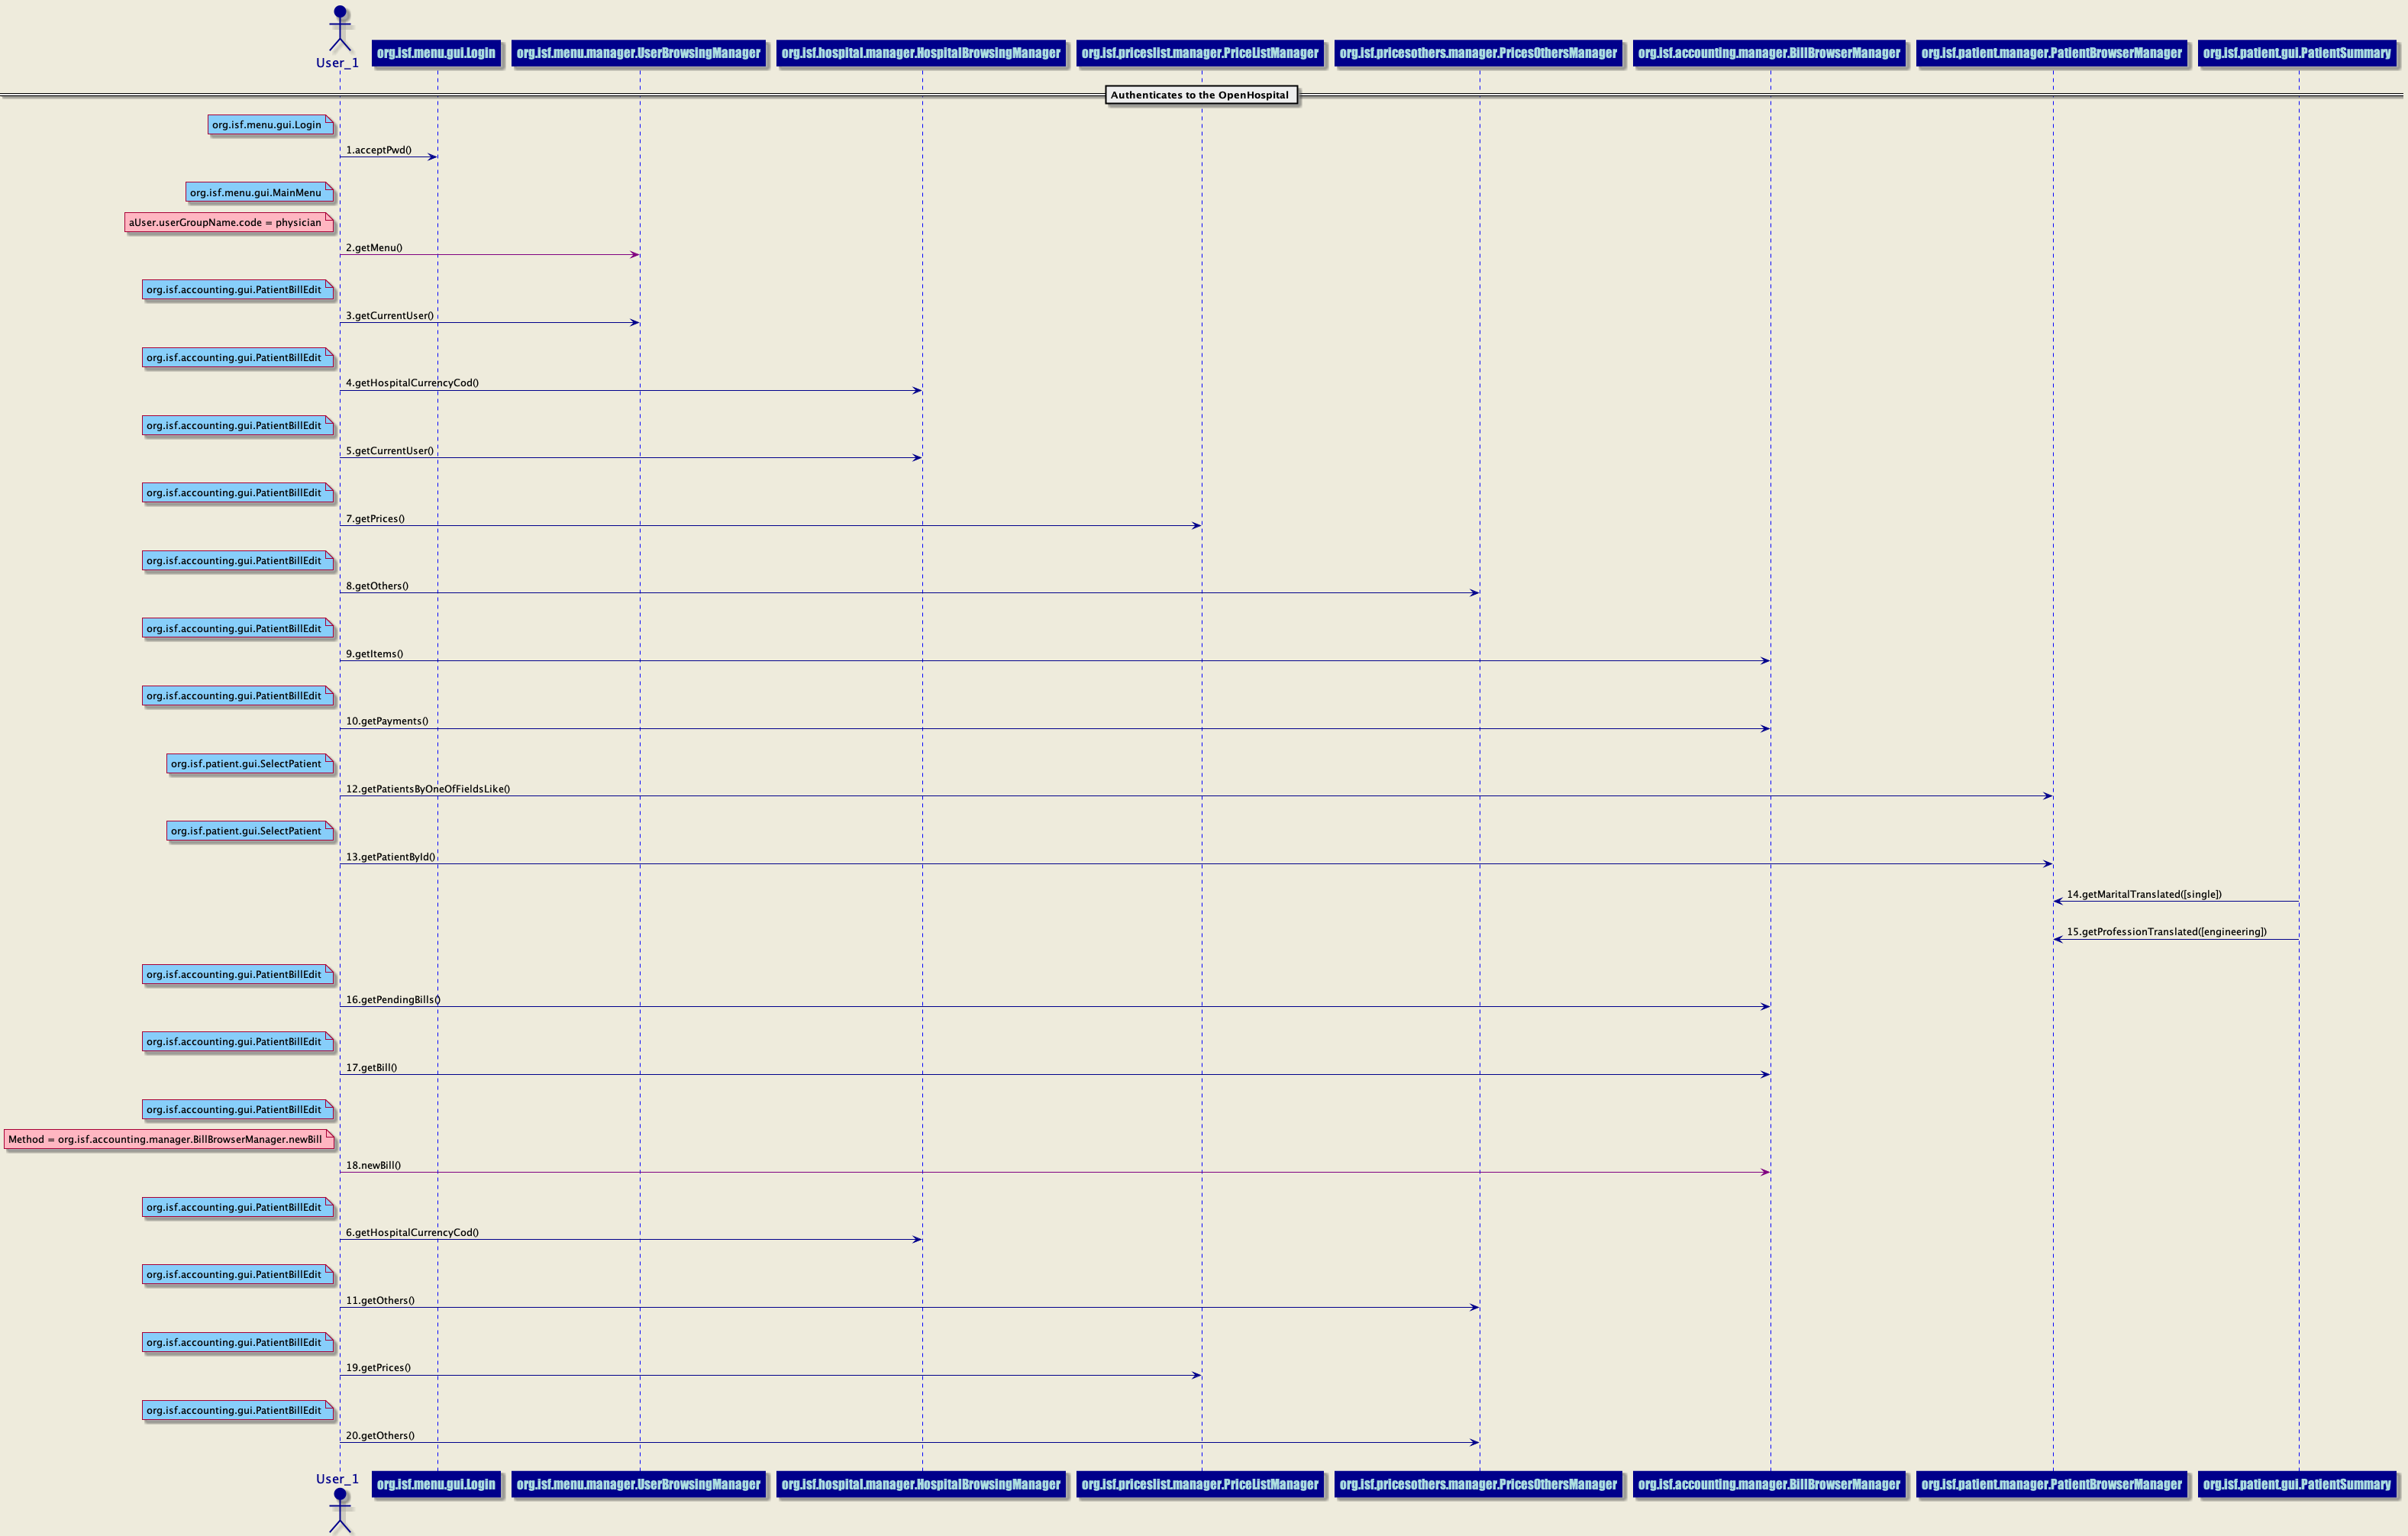 User_1
org.isf.menu.gui.Login
org.isf.menu.manager.UserBrowsingManager
org.isf.hospital.manager.HospitalBrowsingManager
org.isf.priceslist.manager.PriceListManager
org.isf.pricesothers.manager.PricesOthersManager
org.isf.accounting.manager.BillBrowserManager
org.isf.patient.manager.PatientBrowserManager
org.isf.patient.gui.PatientSummary
Authenticates to the OpenHospital
org.isf.menu.gui.Login
1.acceptPwd()
org.isf.menu.gui.MainMenu
aUser.userGroupName.code = physician
2.getMenu()
org.isf.accounting.gui.PatientBillEdit
3.getCurrentUser()
org.isf.accounting.gui.PatientBillEdit
4.getHospitalCurrencyCod()
org.isf.accounting.gui.PatientBillEdit
5.getCurrentUser()
org.isf.accounting.gui.PatientBillEdit
7.getPrices()
org.isf.accounting.gui.PatientBillEdit
8.getOthers()
org.isf.accounting.gui.PatientBillEdit
9.getItems()
org.isf.accounting.gui.PatientBillEdit
10.getPayments()
org.isf.patient.gui.SelectPatient
12.getPatientsByOneOfFieldsLike()
org.isf.patient.gui.SelectPatient
13.getPatientById()
14.getMaritalTranslated([single])
15.getProfessionTranslated([engineering])
org.isf.accounting.gui.PatientBillEdit
16.getPendingBills()
org.isf.accounting.gui.PatientBillEdit
17.getBill()
org.isf.accounting.gui.PatientBillEdit
Method = org.isf.accounting.manager.BillBrowserManager.newBill
18.newBill()
org.isf.accounting.gui.PatientBillEdit
6.getHospitalCurrencyCod()
org.isf.accounting.gui.PatientBillEdit
11.getOthers()
org.isf.accounting.gui.PatientBillEdit
19.getPrices()
org.isf.accounting.gui.PatientBillEdit
20.getOthers()
User_1
org.isf.menu.gui.Login
org.isf.menu.manager.UserBrowsingManager
org.isf.hospital.manager.HospitalBrowsingManager
org.isf.priceslist.manager.PriceListManager
org.isf.pricesothers.manager.PricesOthersManager
org.isf.accounting.manager.BillBrowserManager
org.isf.patient.manager.PatientBrowserManager
org.isf.patient.gui.PatientSummary